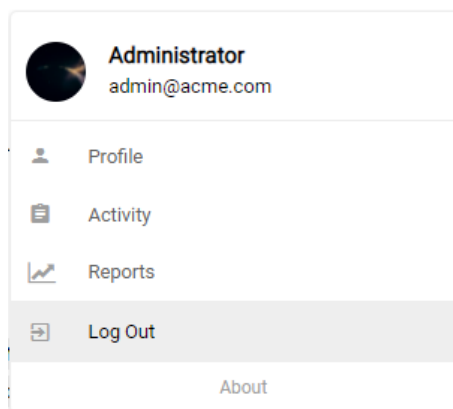 Administrator
admin@acme.com
Profile
Activity
Reports
Log Out
About